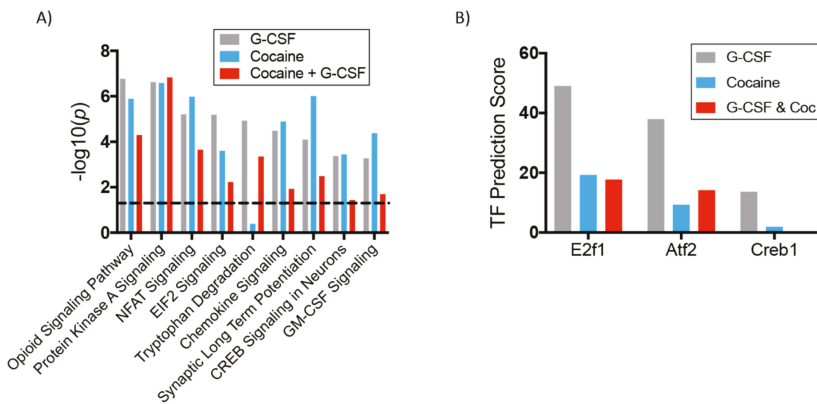 A)
G-CSF
Cocaine
Cocaine + G-CSF
-log10(p)
8
6
4
2
0
Opioid Signaling Pathway
Protein Kinase A Signaling
NFAT Signaling
EIF2 Signaling
Tryptophan Degradation
Chemokine Signaling
Synaptic Long Term Potentiation
CREB Signaling in Neurons
GM-CSF Signaling
B)
G-CSF
Cocaine
G-CSF & Coc
TF Prediction Score
60
40
20
0
E2f1
Atf2
Creb1